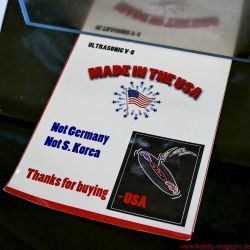 ULTRASONIC V-8
MADE IN THE USA
Not Germany
Not S. Korea
Thanks for buying
-USA
www.fidelity-magazin.de